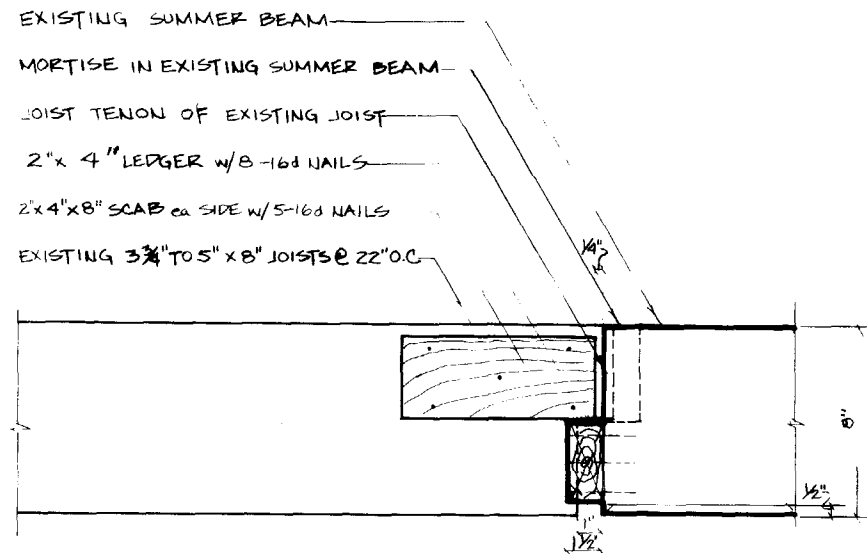 EXISTING SUMMER BEAM
MORTISE IN EXISTING SUMMER BEAM
JOIST TENON OF EXISTING JOIST
2"x 4" LEDGER w/8-16d NAILS
2"x4"x8" SCAB ea SIDE w/5-16d NAILS
EXISTING 3¾" TO 5" x 8" JOISTS @ 22" O.C
1/4"
8"
1/2"
1"
1½"